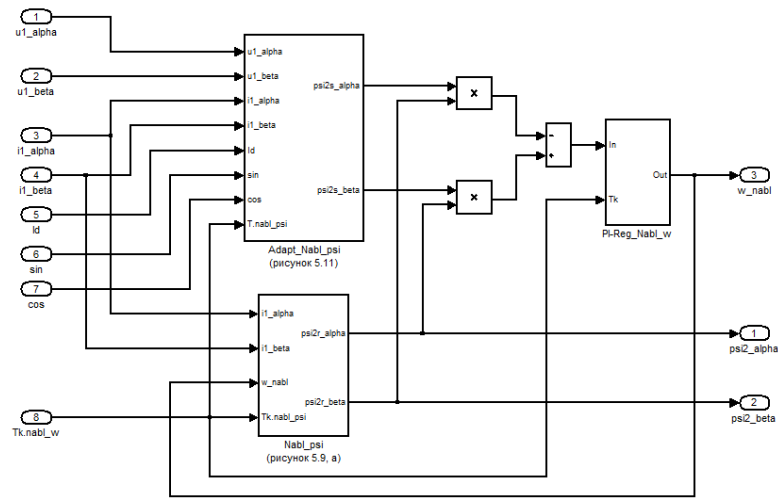 1
u1_alpha
2
u1_beta
3
i1_alpha
4
i1_beta
5
Id
6
sin
7
cos
8
Tk.nabl_w
u1_alpha
u1_beta
i1_alpha
i1_beta
Id
sin
cos
T.nabl_psi
psi2s_alpha
psi2s_beta
Adapt_Nabl_psi
(рисунок 5.11)
i1_alpha
i1_beta
w_nabl
Tk.nabl_psi
psi2r_alpha
psi2r_beta
Nabl_psi
(рисунок 5.9, а)
×
×
-
+
In
Tk
Out
PI-Reg_Nabl_w
3
w_nabl
1
psi2_alpha
2
psi2_beta